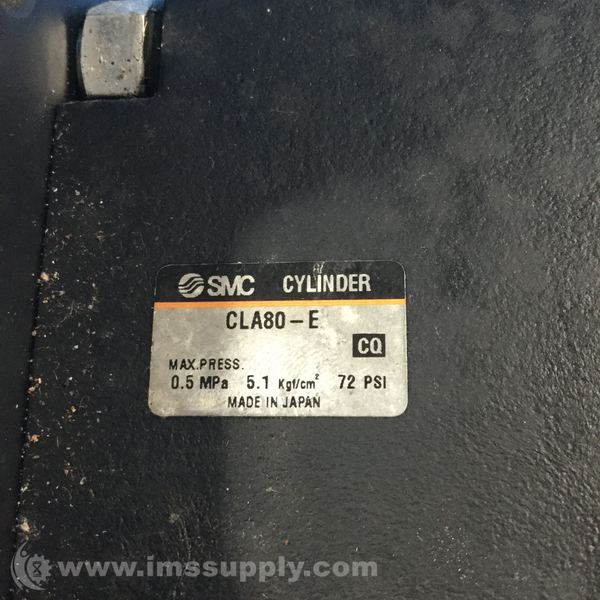 SMC CYLINDER
CLA80-E
CQ
MAX.PRESS.
0.5 MPa 5.1 Kgf/cm² 72 PSI
MADE IN JAPAN
www.imssupply.com